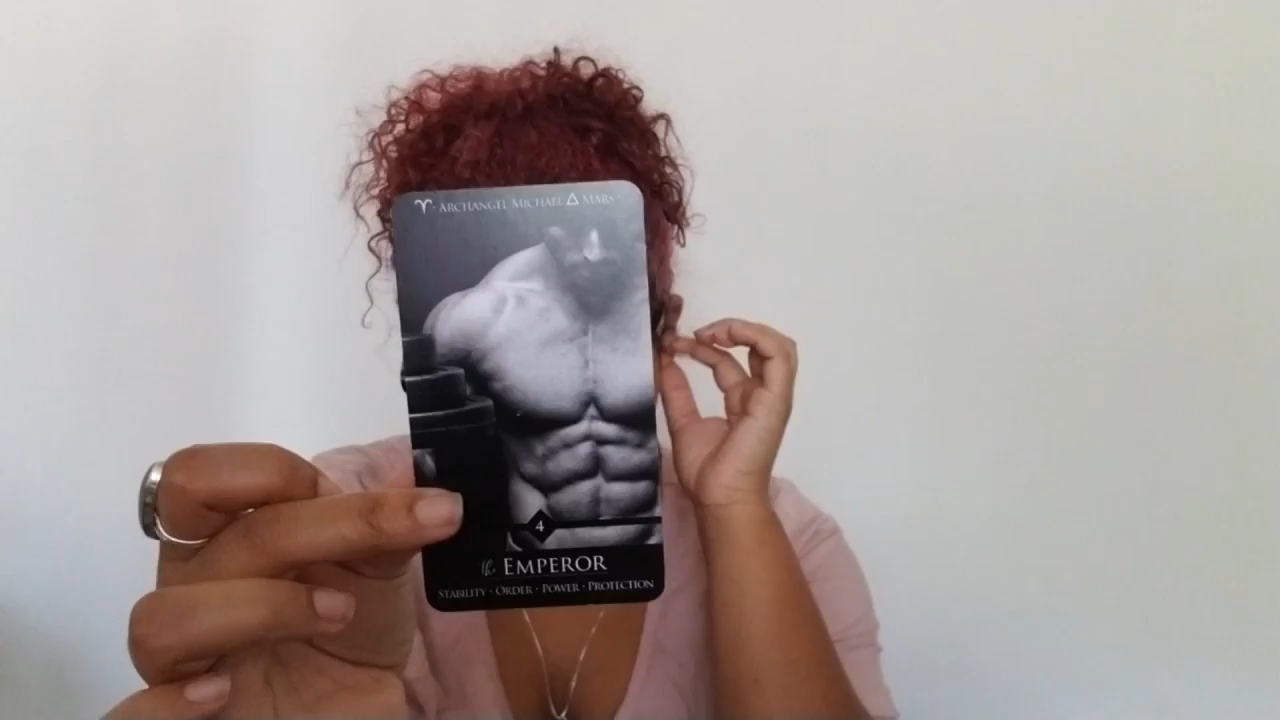 ♈ · ARCHANGEL MICHAEL △ MARS ·
4
the EMPEROR
STABILITY · ORDER · POWER · PROTECTION